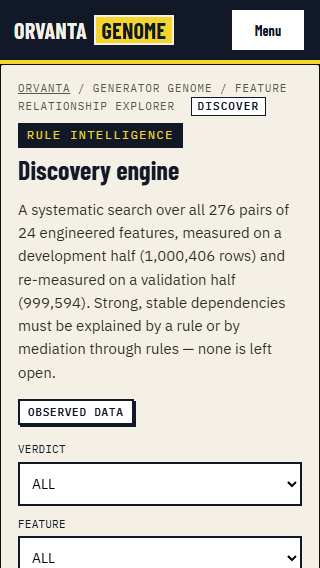 ORVANTA GENOME Menu
ORVANTA / GENERATOR GENOME / FEATURE
RELATIONSHIP EXPLORER DISCOVER
RULE INTELLIGENCE
Discovery engine
A systematic search over all 276 pairs of
24 engineered features, measured on a
development half (1,000,406 rows) and
re-measured on a validation half
(999,594). Strong, stable dependencies
must be explained by a rule or by
mediation through rules — none is left
open.
OBSERVED DATA
VERDICT
ALL
FEATURE
ALL